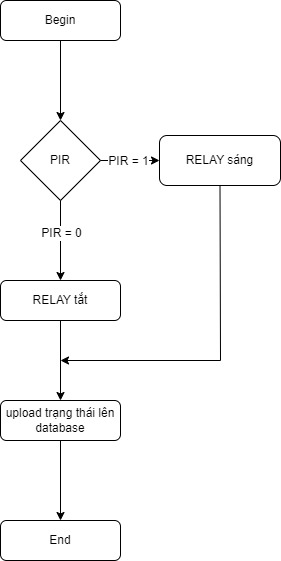 Begin
PIR
PIR = 1
RELAY sáng
PIR = 0
RELAY tắt
upload trạng thái lên
database
End